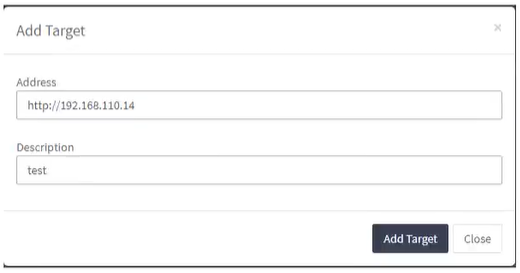 Add Target
×
Address
http://192.168.110.14
Description
test
Add Target Close